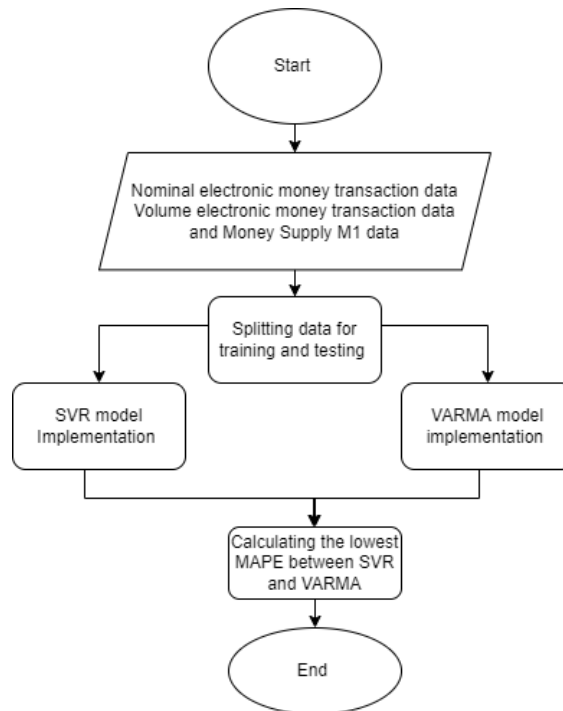 Start
Nominal electronic money transaction data
Volume electronic money transaction data
and Money Supply M1 data
Splitting data for
training and testing
SVR model
Implementation
VARMA model
implementation
Calculating the lowest
MAPE between SVR
and VARMA
End